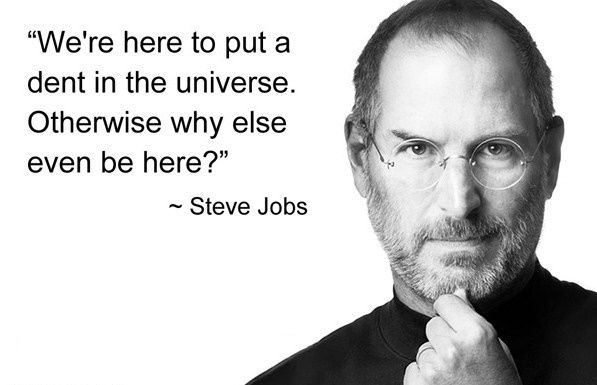 “We're here to put a
dent in the universe.
Otherwise why else
even be here?”
~ Steve Jobs